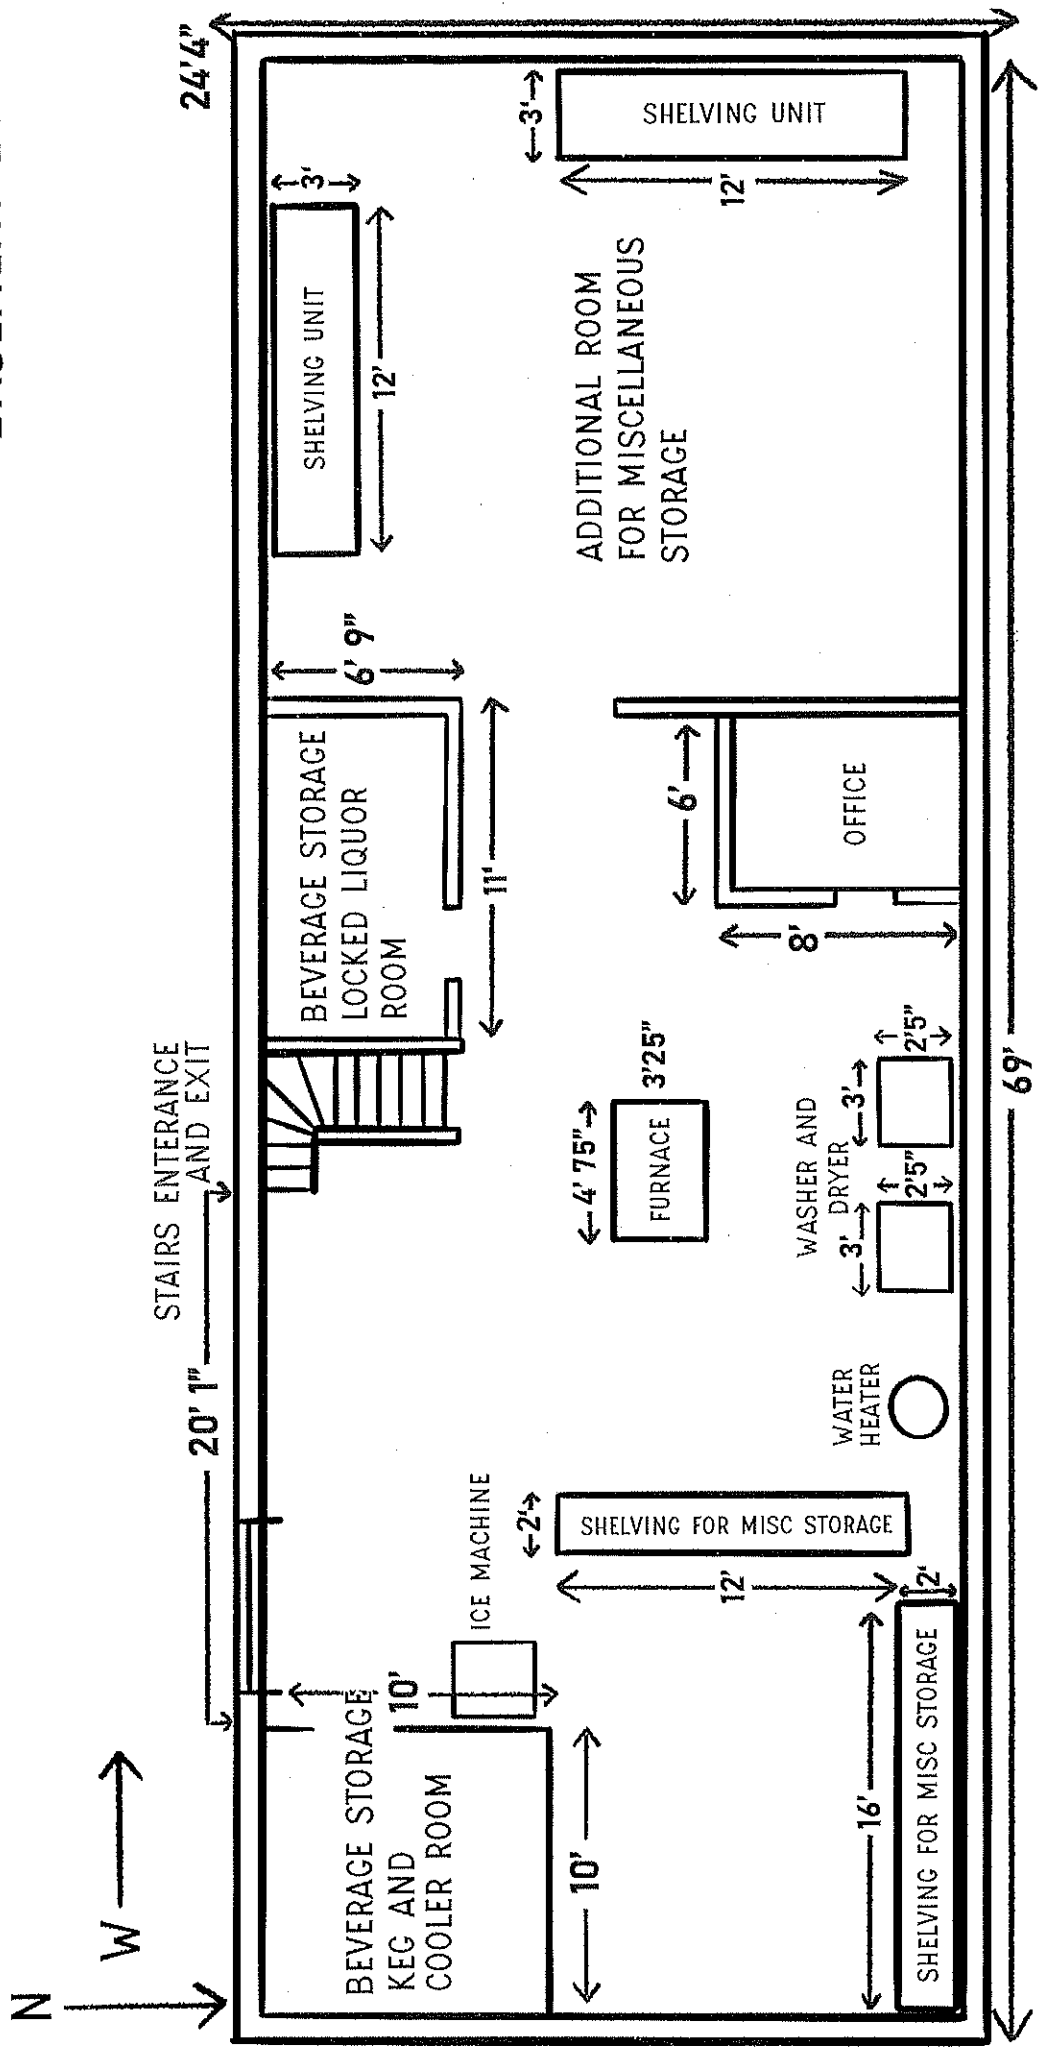 N
W
24'4"
STAIRS ENTERANCE
AND EXIT
20' 1"
BEVERAGE STORAGE
KEG AND
COOLER ROOM
10'
10'
ICE MACHINE
BEVERAGE STORAGE
LOCKED LIQUOR
ROOM
6' 9"
11'
SHELVING UNIT
3'
12'
SHELVING UNIT
3'
12'
ADDITIONAL ROOM
FOR MISCELLANEOUS
STORAGE
OFFICE
6'
8'
FURNACE
4' 75"
3'25"
WASHER AND
DRYER
3'
2'5"
3'
2'5"
WATER
HEATER
SHELVING FOR MISC STORAGE
2'
12'
SHELVING FOR MISC STORAGE
16'
2'
69'